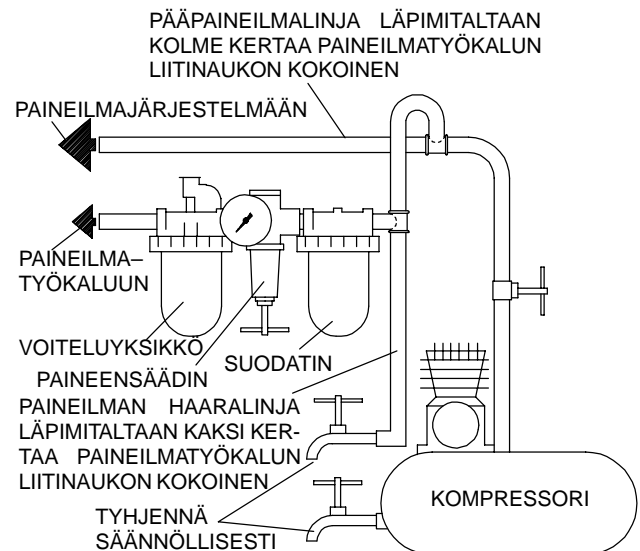 PÄÄPAINEILMALINJA LÄPIMITALTAAN
KOLME KERTAA PAINEILMATYÖKALUN
LIITINAUKON KOKOINEN
PAINEILMAJÄRJESTELMÄÄN
PAINEILMA–
TYÖKALUUN
VOITELUYKSIKKÖ
SUODATIN
PAINEENSÄÄDIN
PAINEILMAN HAARALINJA
LÄPIMITALTAAN KAKSI KER-
TAA PAINEILMATYÖKALUN
LIITINAUKON KOKOINEN
KOMPRESSORI
TYHJENNÄ
SÄÄNNÖLLISESTI